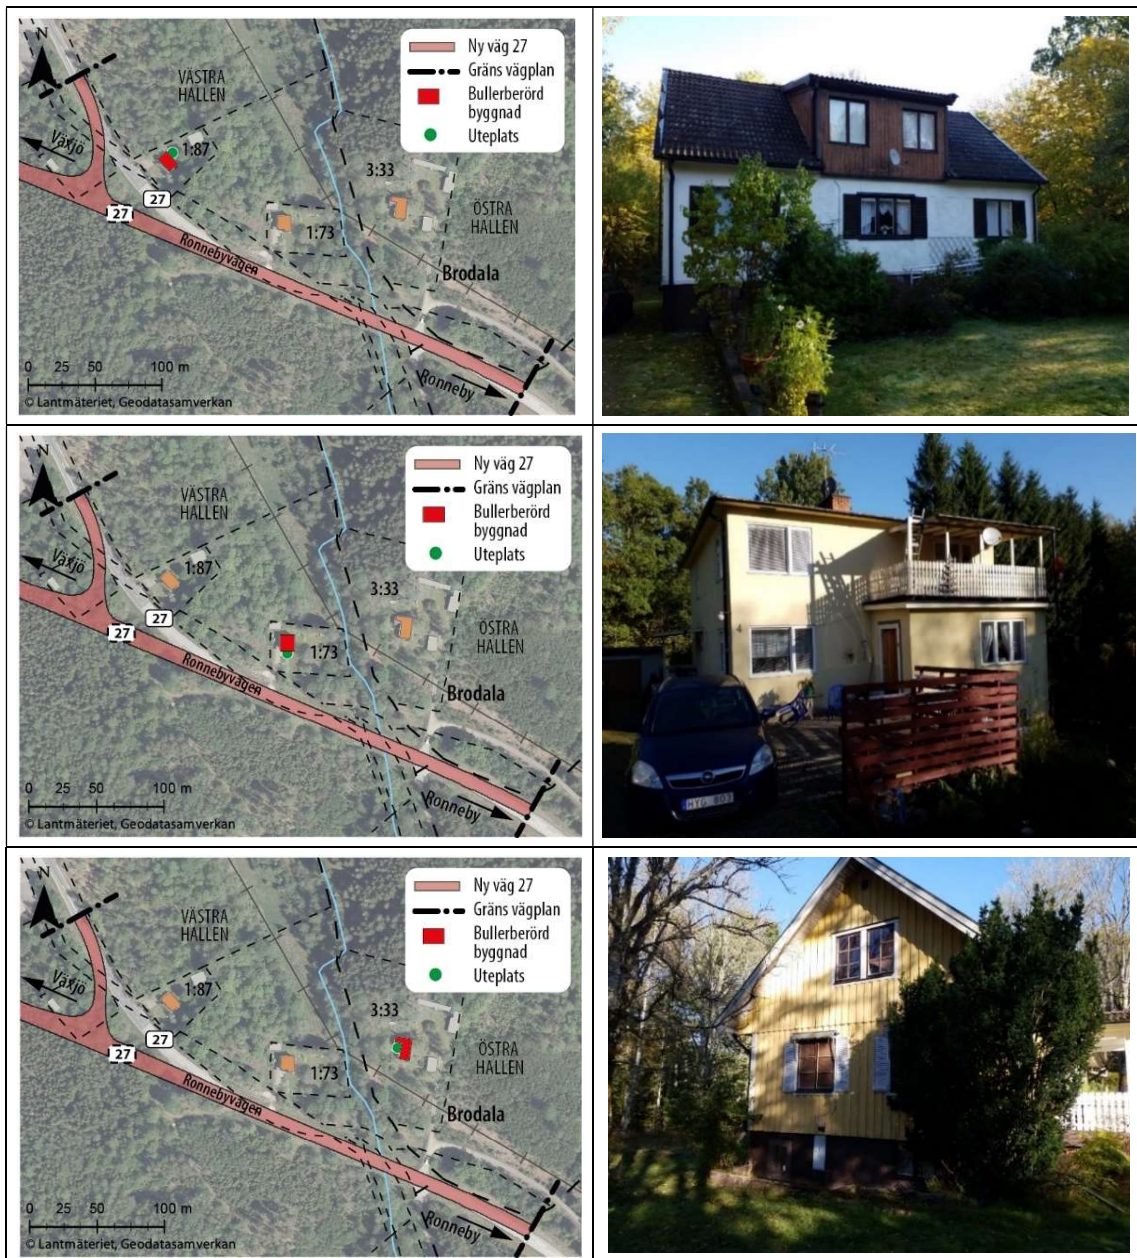 N
VÄSTRA
HALLEN
Ny väg 27
Gräns vägplan
Bullerberörd
byggnad
Uteplats
Växjö
1:87
27
27
3:33
1:73
ÖSTRA
HALLEN
Ronnebyvägen
Brodala
Ronneby
0 25 50 100 m
© Lantmäteriet, Geodatasamverkan
N
VÄSTRA
HALLEN
Ny väg 27
Gräns vägplan
Bullerberörd
byggnad
Uteplats
Växjö
1:87
27
27
3:33
1:73
ÖSTRA
HALLEN
Ronnebyvägen
Brodala
Ronneby
0 25 50 100 m
© Lantmäteriet, Geodatasamverkan
4
HYG 803
N
VÄSTRA
HALLEN
Ny väg 27
Gräns vägplan
Bullerberörd
byggnad
Uteplats
Växjö
1:87
27
27
3:33
1:73
ÖSTRA
HALLEN
Ronnebyvägen
Brodala
Ronneby
0 25 50 100 m
© Lantmäteriet, Geodatasamverkan